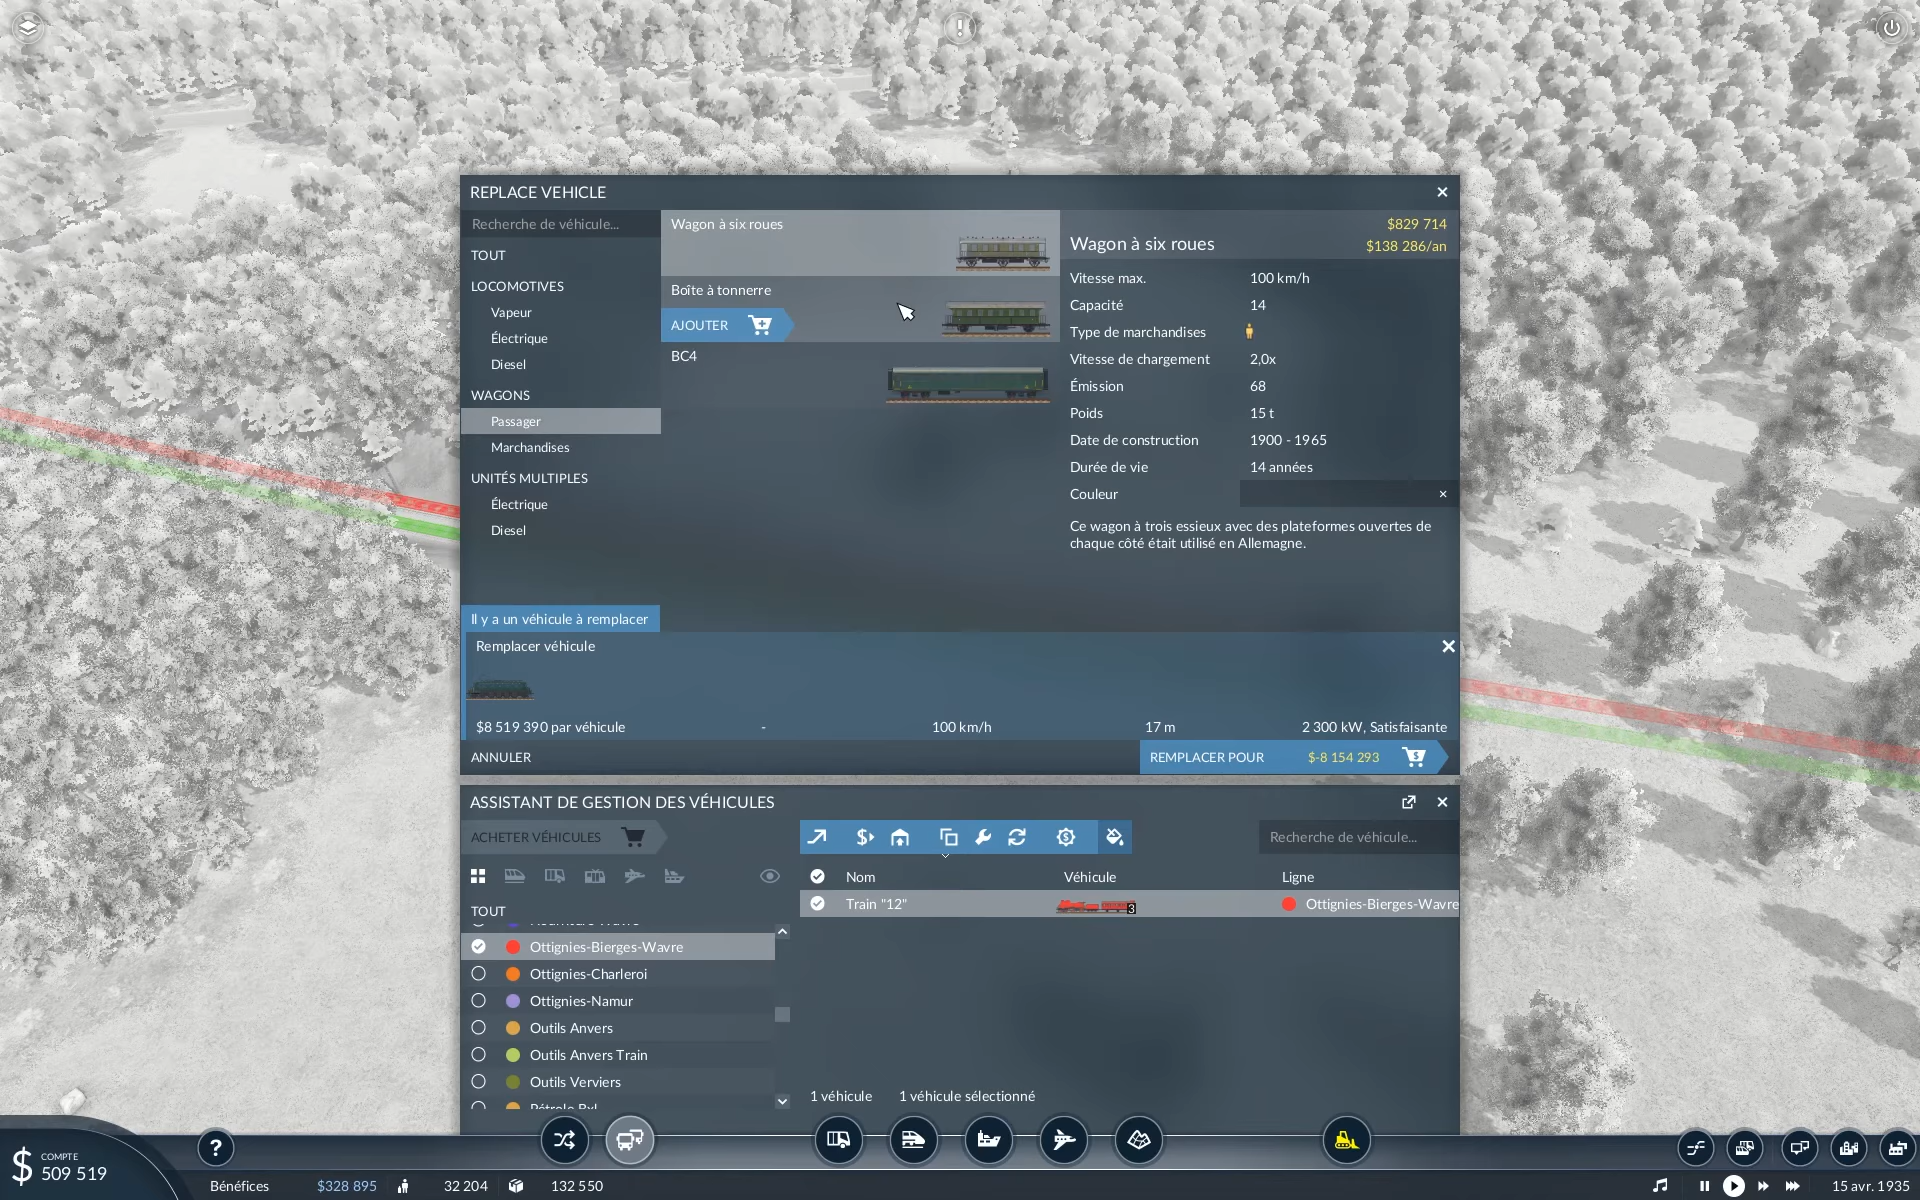 REPLACE VEHICLE
Recherche de véhicule...
TOUT
LOCOMOTIVES
Vapeur
Électrique
Diesel
WAGONS
Passager
Marchandises
UNITÉS MULTIPLES
Électrique
Diesel
Wagon à six roues
Boîte à tonnerre
AJOUTER
BC4
$829 714
Wagon à six roues
$138 286/an
Vitesse max. 100 km/h
Capacité 14
Type de marchandises
Vitesse de chargement 2,0x
Émission 68
Poids 15 t
Date de construction 1900 - 1965
Durée de vie 14 années
Couleur
Ce wagon à trois essieux avec des plateformes ouvertes de
chaque côté était utilisé en Allemagne.
Il y a un véhicule à remplacer
Remplacer véhicule
$8 519 390 par véhicule - 100 km/h 17 m 2 300 kW, Satisfaisante
ANNULER REMPLACER POUR $-8 154 293
ASSISTANT DE GESTION DES VÉHICULES
ACHETER VÉHICULES
Recherche de véhicule...
TOUT
Ottignies-Bierges-Wavre
Ottignies-Charleroi
Ottignies-Namur
Outils Anvers
Outils Anvers Train
Outils Verviers
Pétrole Bxl
Nom Véhicule Ligne
Train "12" 3 Ottignies-Bierges-Wavre
1 véhicule 1 véhicule sélectionné
COMPTE
$ 509 519
Bénéfices $328 895 32 204 132 550
15 avr. 1935